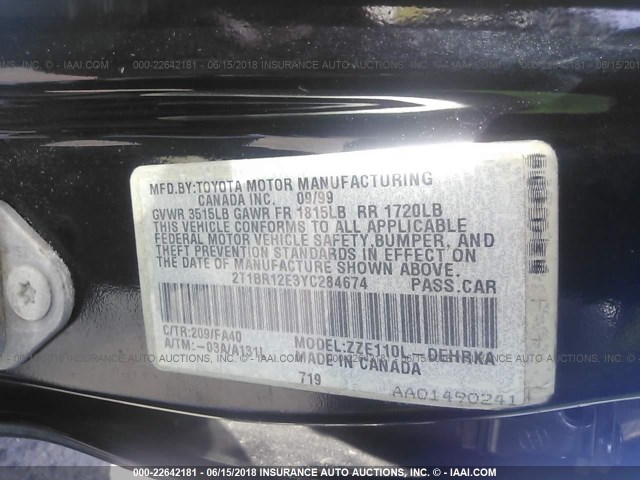 000-22642181 - 06/15/2018 INSURANCE AUTO AUCTIONS, INC. - © IAAI.COM
MFD.BY:TOYOTA MOTOR MANUFACTURING
CANADA INC. 09/99
GVWR 3515LB GAWR FR 1815LB RR 1720LB
THIS VEHICLE CONFORMS TO ALL APPLICABLE
FEDERAL MOTOR VEHICLE SAFETY,BUMPER, AND
THEFT PREVENTION STANDARDS IN EFFECT ON
THE DATE OF MANUFACTURE SHOWN ABOVE.
2T1BR12E3YC284674 PASS.CAR
C/TR:209/FA40 MODEL:ZZE110L-DEHRKA
A/TM:-03A/A131L MADE IN CANADA
719
AA01490241
000-22642181 - 06/15/2018 INSURANCE AUTO AUCTIONS, INC. - © IAAI.COM